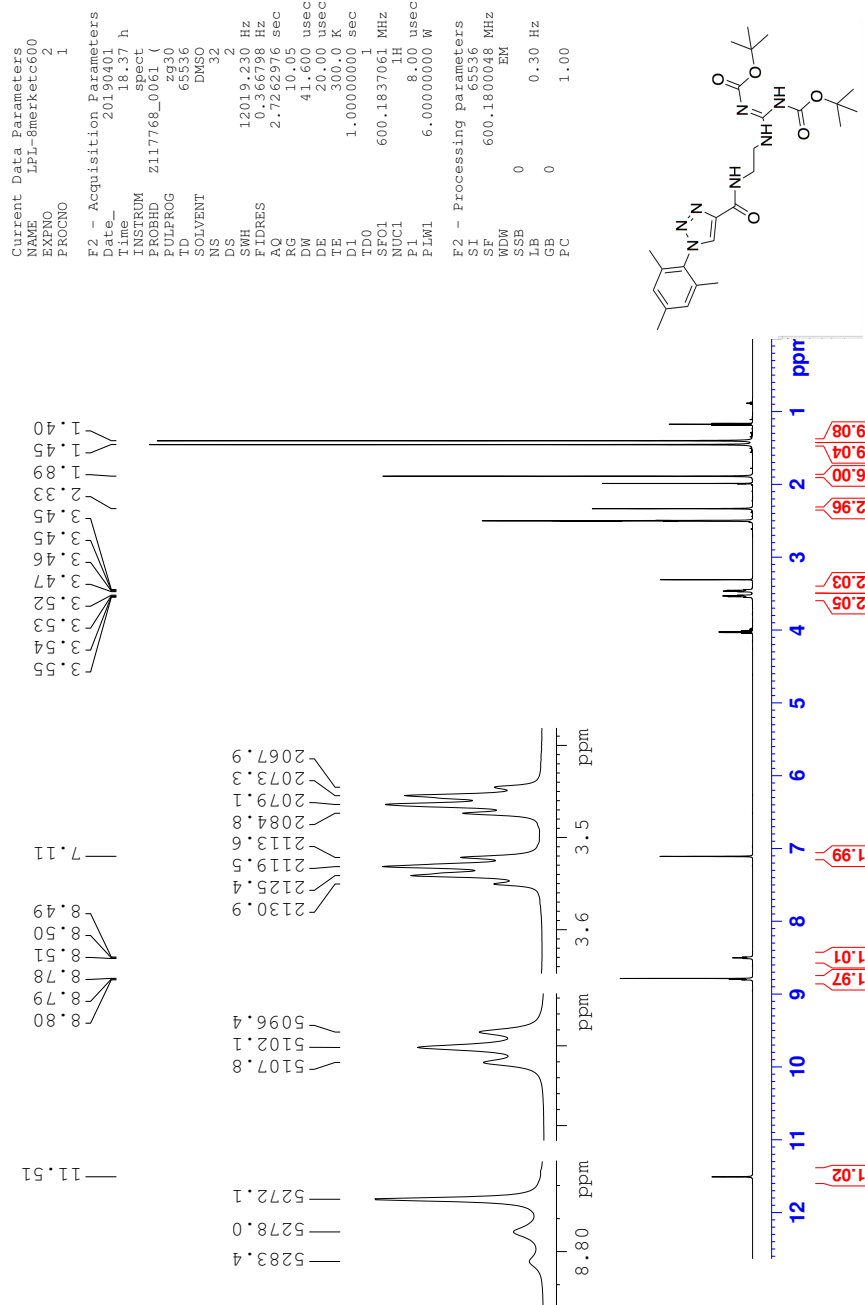 Current Data Parameters
NAME LPL-8merketc600
EXPNO 2
PROCNO 1
F2 - Acquisition Parameters
Date_ 20190401
Time 18.37 h
INSTRUM spect
PROBHD Z117768_0061 (
PULPROG zg30
TD 65536
SOLVENT DMSO
NS 32
DS 2
SWH 12019.230 Hz
FIDRES 0.366798 Hz
AQ 2.7262976 sec
RG 10.05
DW 41.600 usec
DE 20.00 usec
TE 300.0 K
D1 1.00000000 sec
TD0 1
SFO1 600.1837061 MHz
NUC1 1H
P1 8.00 usec
PLW1 6.00000000 W
F2 - Processing parameters
SI 65536
SF 600.1800048 MHz
WDW EM
SSB 0
LB 0.30 Hz
GB 0
PC 1.00
11.51
8.80
8.79
8.78
8.51
8.50
8.49
7.11
3.55
3.54
3.53
3.52
3.47
3.46
3.45
3.45
2.33
1.89
1.45
1.40
5283.4
5278.0
5272.1
8.80 ppm
5107.8
5102.1
5096.4
ppm
2130.9
2125.4
2119.5
2113.6
2084.8
2079.1
2073.3
2067.9
3.6 3.5 ppm
12 11 10 9 8 7 6 5 4 3 2 1 ppm
1.02
1.97
1.01
1.99
2.05
2.03
2.96
6.00
9.04
9.08
N
N
N
O
NH
NH
N
NH
O
O
O
O